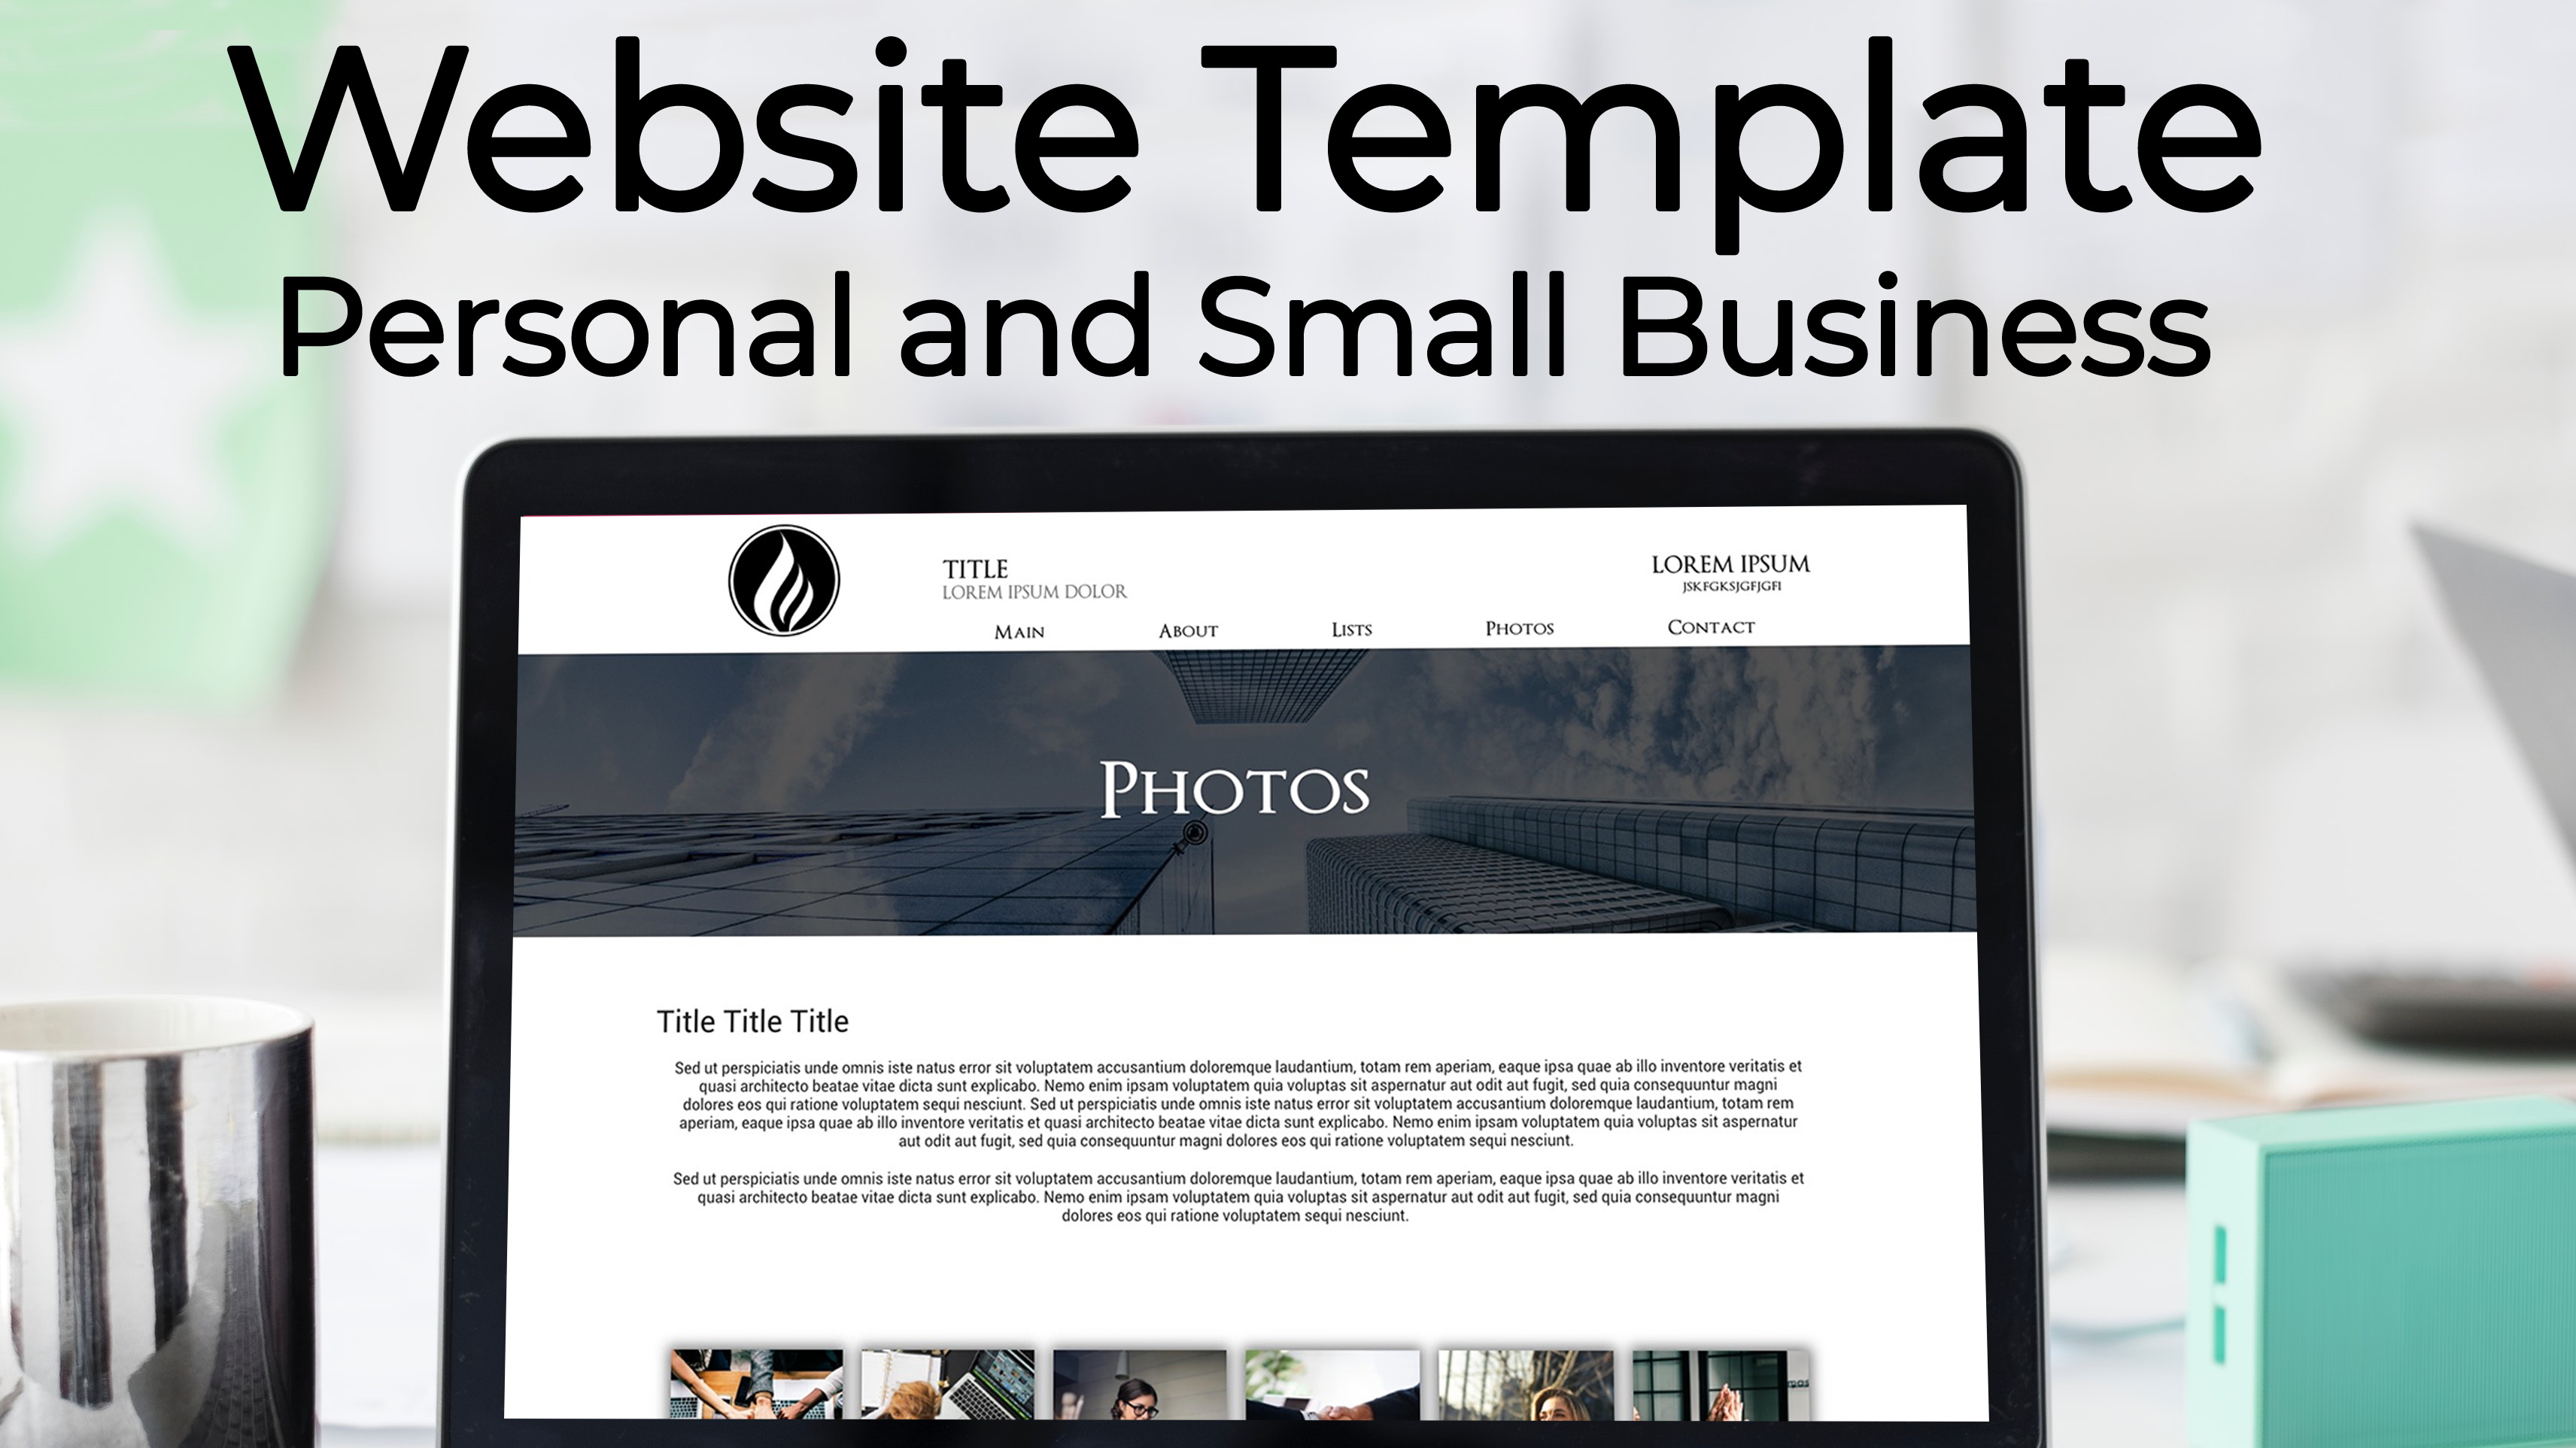 Website Template
Personal and Small Business
TITLE
LOREM IPSUM DOLOR
LOREM IPSUM
JSKFGKSJGFJGFI
Main About Lists Photos Contact
Photos
Title Title Title
Sed ut perspiciatis unde omnis iste natus error sit voluptatem accusantium doloremque laudantium, totam rem aperiam, eaque ipsa quae ab illo inventore veritatis et
quasi architecto beatae vitae dicta sunt explicabo. Nemo enim ipsam voluptatem quia voluptas sit aspernatur aut odit aut fugit, sed quia consequuntur magni
dolores eos qui ratione voluptatem sequi nesciunt. Sed ut perspiciatis unde omnis iste natus error sit voluptatem accusantium doloremque laudantium, totam rem
aperiam, eaque ipsa quae ab illo inventore veritatis et quasi architecto beatae vitae dicta sunt explicabo. Nemo enim ipsam voluptatem quia voluptas sit aspernatur
aut odit aut fugit, sed quia consequuntur magni dolores eos qui ratione voluptatem sequi nesciunt.
Sed ut perspiciatis unde omnis iste natus error sit voluptatem accusantium doloremque laudantium, totam rem aperiam, eaque ipsa quae ab illo inventore veritatis et
quasi architecto beatae vitae dicta sunt explicabo. Nemo enim ipsam voluptatem quia voluptas sit aspernatur aut odit aut fugit, sed quia consequuntur magni
dolores eos qui ratione voluptatem sequi nesciunt.